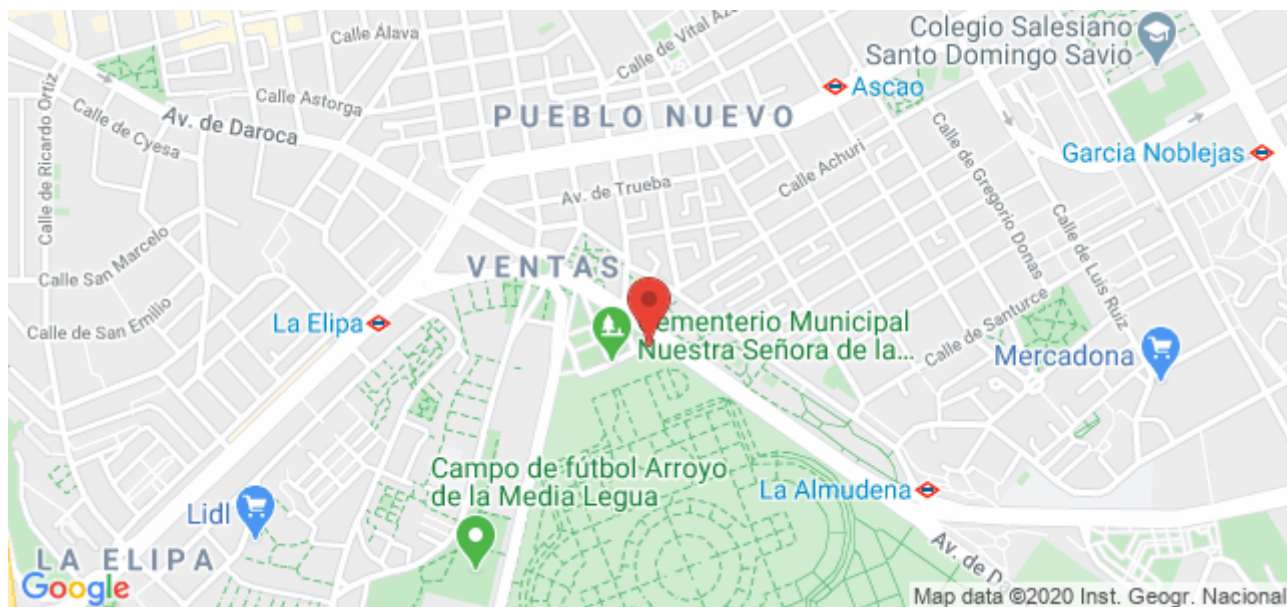 Calle Álava
Calle de Vital Aza
Colegio Salesiano
Santo Domingo Savio
Calle de Ricardo Ortiz
Calle de Cyesa
Calle Astorga
Av. de Daroca
PUEBLO NUEVO
Ascao
Garcia Noblejas
Calle Achuri
Av. de Trueba
Calle de Gregorio Donas
Calle de Luis Ruiz
Calle San Marcelo
VENTAS
Calle de San Emilio
La Elipa
Cementerio Municipal
Nuestra Señora de la...
Calle de Santurce
Mercadona
Campo de fútbol Arroyo
de la Media Legua
La Almudena
Lidl
LA ELIPA
Av. de D
Google
Map data ©2020 Inst. Geogr. Nacional